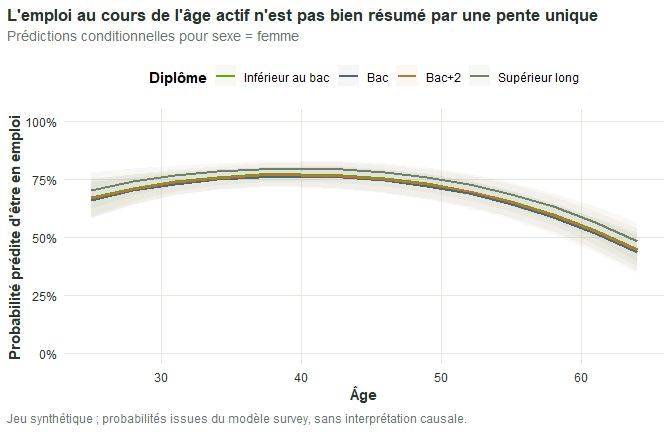 L'emploi au cours de l'âge actif n'est pas bien résumé par une pente unique
Prédictions conditionnelles pour sexe = femme
Diplôme Inférieur au bac Bac Bac+2 Supérieur long
Probabilité prédite d'être en emploi
100%
75%
50%
25%
0%
30 40 50 60
Âge
Jeu synthétique ; probabilités issues du modèle survey, sans interprétation causale.